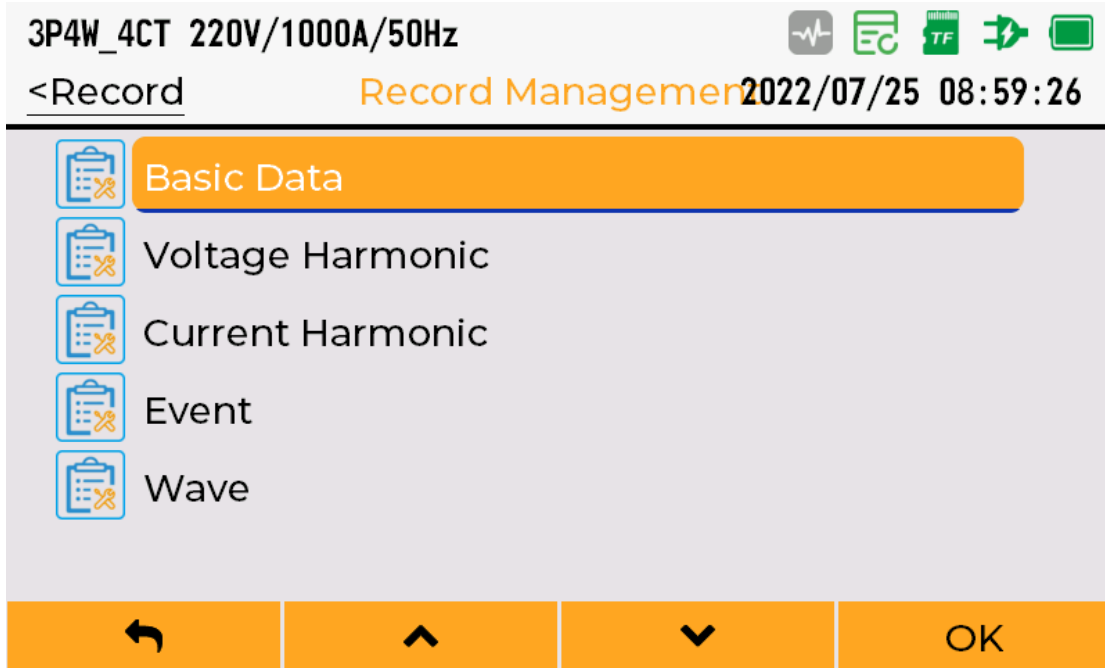 3P4W_4CT 220V/1000A/50Hz
TF
<Record
Record Managemen
2022/07/25 08:59:26
Basic Data
Voltage Harmonic
Current Harmonic
Event
Wave
OK